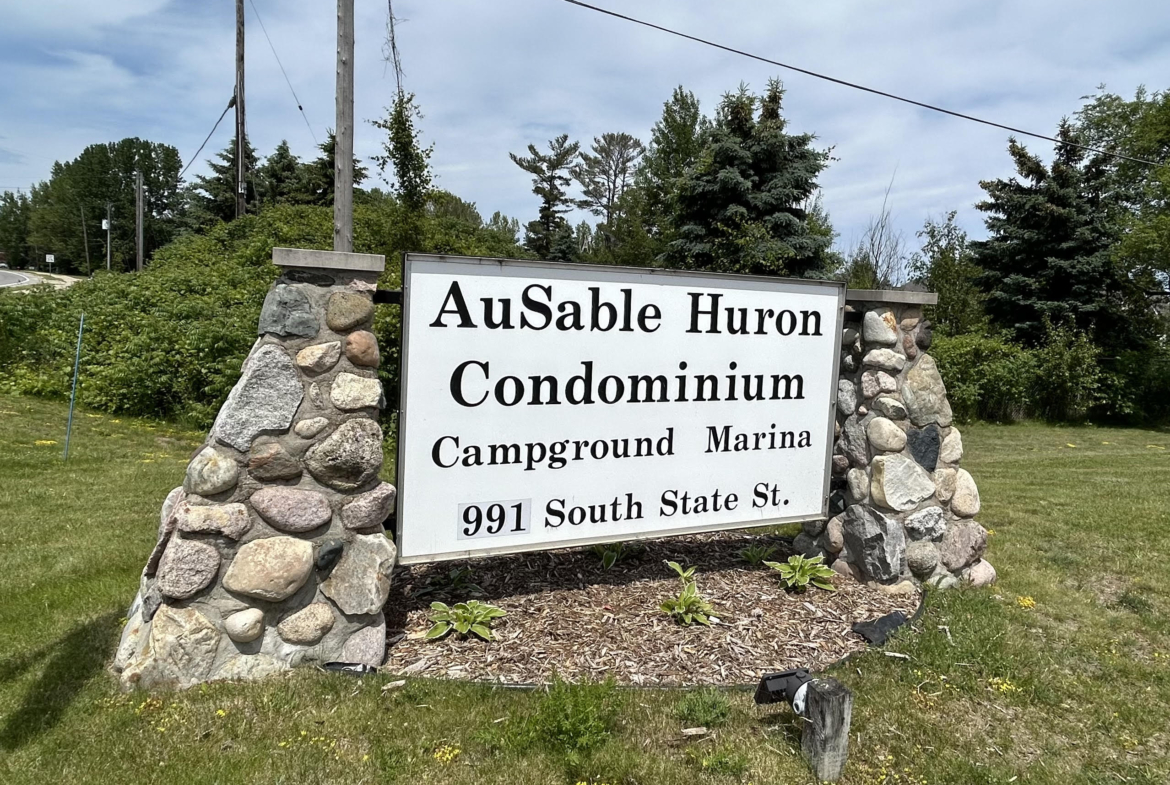 AuSable Huron
Condominium
Campground Marina
991 South State St.